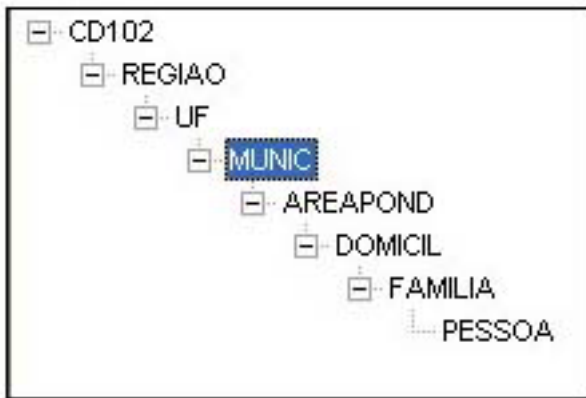 CD102
REGIAO
UF
MUNIC
AREAPOND
DOMICIL
FAMILIA
PESSOA